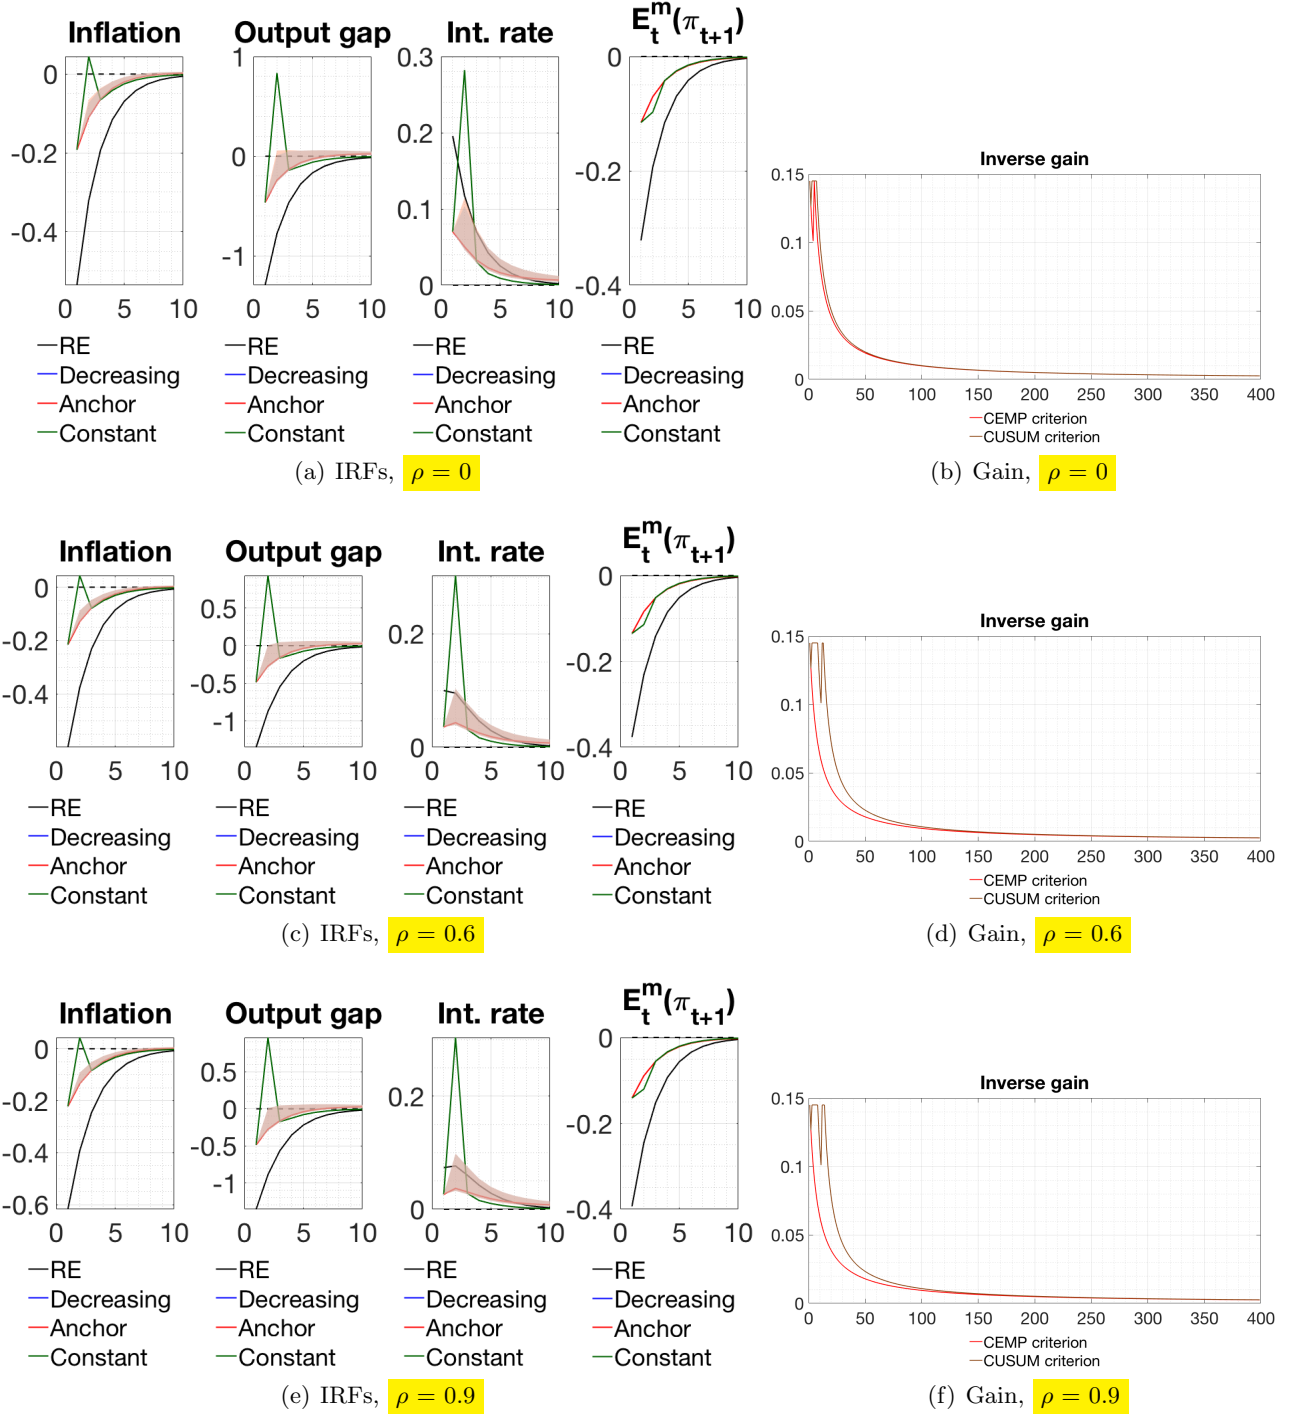 Inflation Output gap Int. rate E_t^m(π_{t+1})
0 -0.2 -0.4
0 5 10
1 0 -1
0 5 10
0.3 0.2 0.1 0
0 5 10
0 -0.2 -0.4
0 5 10
RE RE RE RE
Decreasing Decreasing Decreasing Decreasing
Anchor Anchor Anchor Anchor
Constant Constant Constant Constant
(a) IRFs, ρ = 0
Inverse gain
0.15
0.1
0.05
0
0 50 100 150 200 250 300 350 400
CEMP criterion
CUSUM criterion
(b) Gain, ρ = 0
Inflation Output gap Int. rate E_t^m(π_{t+1})
0 -0.2 -0.4
0 5 10
0.5 0 -0.5 -1
0 5 10
0.2 0
0 5 10
0 -0.2 -0.4
0 5 10
RE RE RE RE
Decreasing Decreasing Decreasing Decreasing
Anchor Anchor Anchor Anchor
Constant Constant Constant Constant
(c) IRFs, ρ = 0.6
Inverse gain
0.15
0.1
0.05
0
0 50 100 150 200 250 300 350 400
CEMP criterion
CUSUM criterion
(d) Gain, ρ = 0.6
Inflation Output gap Int. rate E_t^m(π_{t+1})
0 -0.2 -0.4 -0.6
0 5 10
0.5 0 -0.5 -1
0 5 10
0.2 0
0 5 10
0 -0.2 -0.4
0 5 10
RE RE RE RE
Decreasing Decreasing Decreasing Decreasing
Anchor Anchor Anchor Anchor
Constant Constant Constant Constant
(e) IRFs, ρ = 0.9
Inverse gain
0.15
0.1
0.05
0
0 50 100 150 200 250 300 350 400
CEMP criterion
CUSUM criterion
(f) Gain, ρ = 0.9